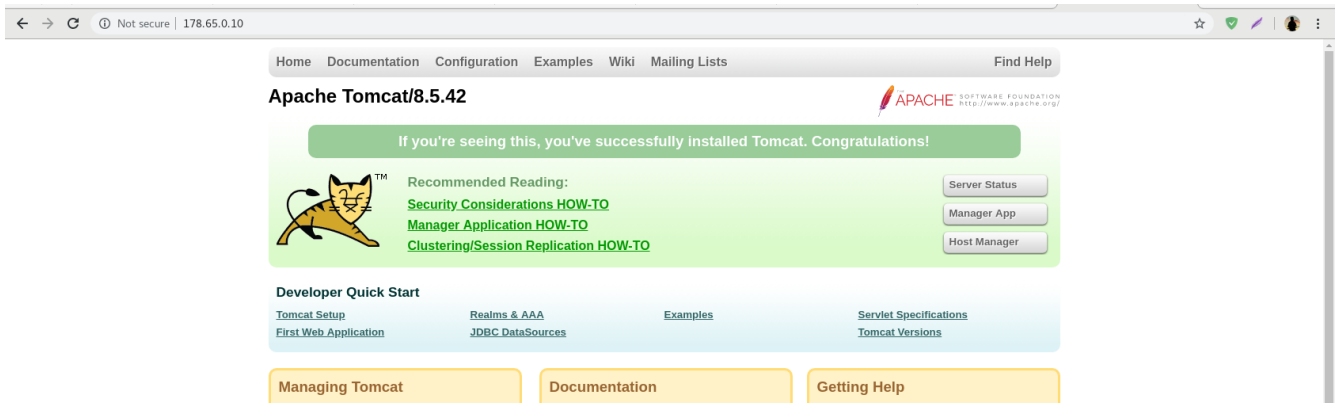 Not secure | 178.65.0.10
Home Documentation Configuration Examples Wiki Mailing Lists Find Help
Apache Tomcat/8.5.42
THE
APACHE SOFTWARE FOUNDATION
http://www.apache.org/
If you're seeing this, you've successfully installed Tomcat. Congratulations!
TM
Recommended Reading:
Security Considerations HOW-TO
Manager Application HOW-TO
Clustering/Session Replication HOW-TO
Server Status
Manager App
Host Manager
Developer Quick Start
Tomcat Setup Realms & AAA Examples Servlet Specifications
First Web Application JDBC DataSources Tomcat Versions
Managing Tomcat Documentation Getting Help